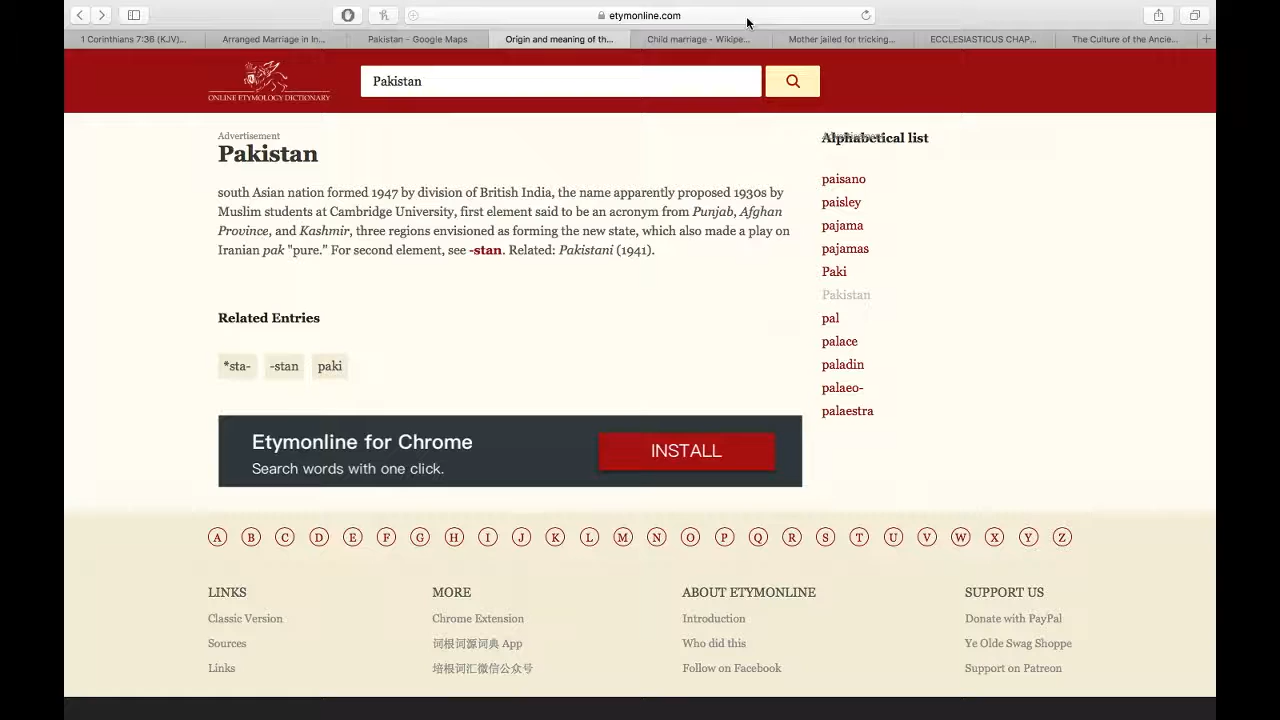 etymonline.com
1 Corinthians 7:36 (KJV)...
Arranged Marriage in In...
Pakistan - Google Maps
Origin and meaning of th...
Child marriage - Wikipe...
Mother jailed for tricking...
ECCLESIASTICUS CHAP...
The Culture of the Ancie...
ONLINE ETYMOLOGY DICTIONARY
Pakistan
Advertisement
Pakistan
south Asian nation formed 1947 by division of British India, the name apparently proposed 1930s by
Muslim students at Cambridge University, first element said to be an acronym from Punjab, Afghan
Province, and Kashmir, three regions envisioned as forming the new state, which also made a play on
Iranian pak "pure." For second element, see -stan. Related: Pakistani (1941).
Related Entries
*sta-
-stan
paki
Etymonline for Chrome
Search words with one click.
INSTALL
Advertisement
Alphabetical list
paisano
paisley
pajama
pajamas
Paki
Pakistan
pal
palace
paladin
palaeo-
palaestra
A B C D E F G H I J K L M N O P Q R S T U V W X Y Z
LINKS
Classic Version
Sources
Links
MORE
Chrome Extension
词根词源词典 App
培根词汇微信公众号
ABOUT ETYMONLINE
Introduction
Who did this
Follow on Facebook
SUPPORT US
Donate with PayPal
Ye Olde Swag Shoppe
Support on Patreon